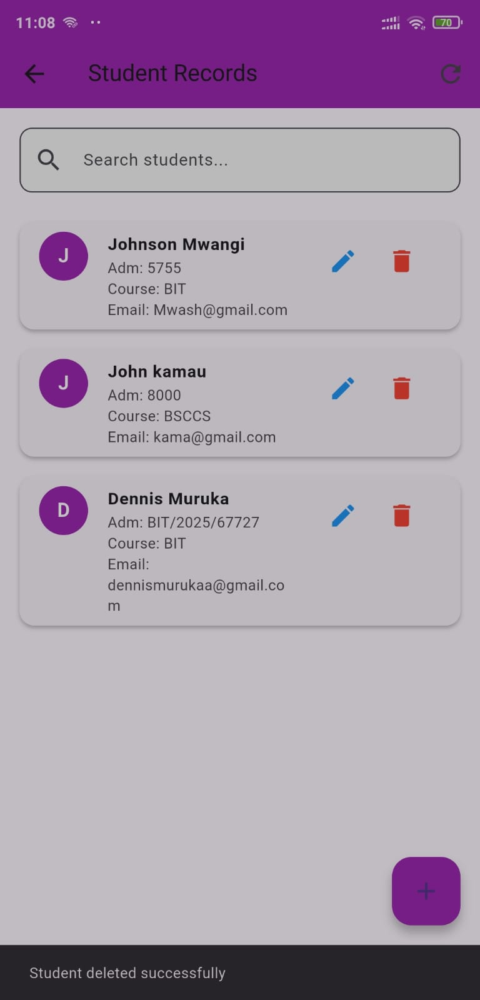 11:08
70
Student Records
Search students...
J
Johnson Mwangi
Adm: 5755
Course: BIT
Email: Mwash@gmail.com
J
John kamau
Adm: 8000
Course: BSCCS
Email: kama@gmail.com
D
Dennis Muruka
Adm: BIT/2025/67727
Course: BIT
Email:
dennismurukaa@gmail.co
m
+
Student deleted successfully